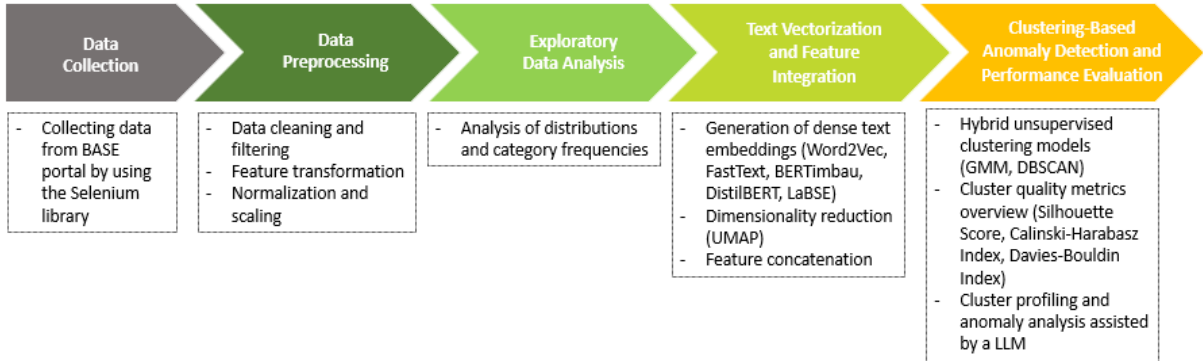 Data
Collection
Data
Preprocessing
Exploratory
Data Analysis
Text Vectorization
and Feature
Integration
Clustering-Based
Anomaly Detection and
Performance Evaluation
- Collecting data
from BASE
portal by using
the Selenium
library
- Data cleaning and
filtering
- Feature transformation
- Normalization and
scaling
- Analysis of distributions
and category frequencies
- Generation of dense text
embeddings (Word2Vec,
FastText, BERTimbau,
DistilBERT, LaBSE)
- Dimensionality reduction
(UMAP)
- Feature concatenation
- Hybrid unsupervised
clustering models
(GMM, DBSCAN)
- Cluster quality metrics
overview (Silhouette
Score, Calinski-Harabasz
Index, Davies-Bouldin
Index)
- Cluster profiling and
anomaly analysis assisted
by a LLM